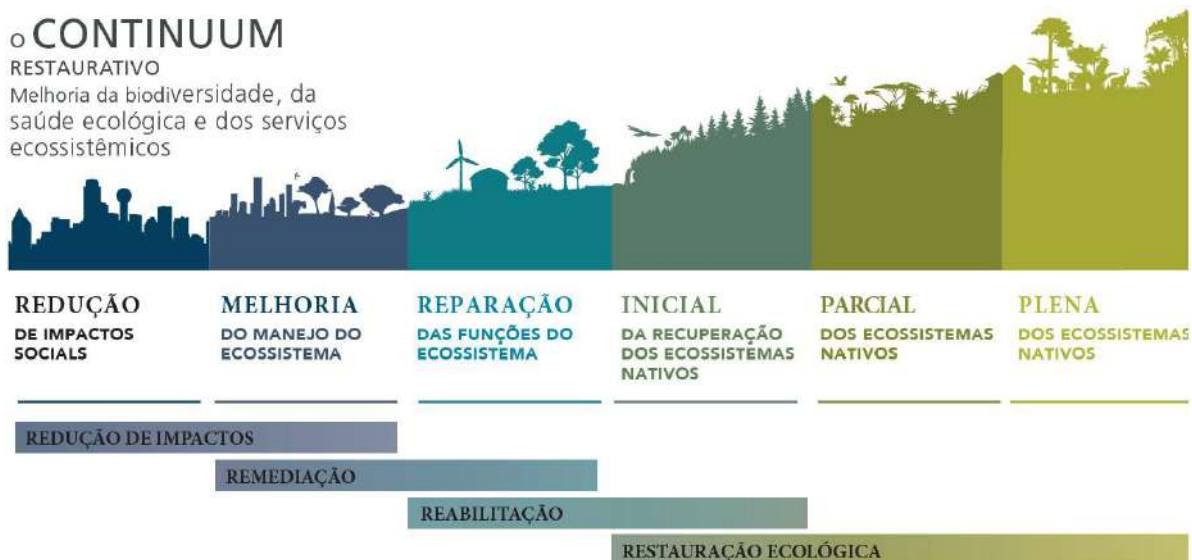 o CONTINUUM
RESTAURATIVO
Melhoria da biodiversidade, da
saúde ecológica e dos serviços
ecossistêmicos
REDUÇÃO
DE IMPACTOS
SOCIALS
MELHORIA
DO MANEJO DO
ECOSSISTEMA
REPARAÇÃO
DAS FUNÇÕES DO
ECOSSISTEMA
INICIAL
DA RECUPERAÇÃO
DOS ECOSSISTEMAS
NATIVOS
PARCIAL
DOS ECOSSISTEMAS
NATIVOS
PLENA
DOS ECOSSISTEMAS
NATIVOS
REDUÇÃO DE IMPACTOS
REMEDIAÇÃO
REABILITAÇÃO
RESTAURAÇÃO ECOLÓGICA